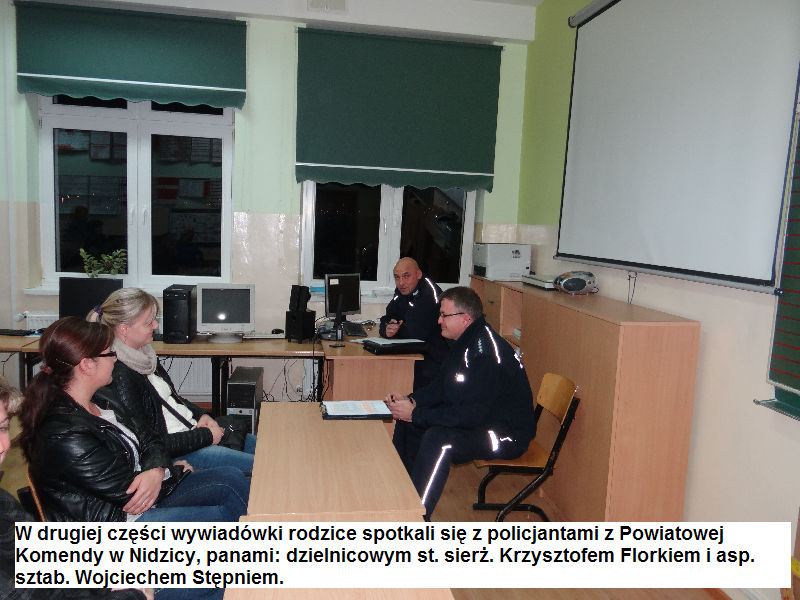 W drugiej części wywiadówki rodzice spotkali się z policjantami z Powiatowej
Komendy w Nidzicy, panami: dzielnicowym st. sierż. Krzysztofem Florkiem i asp.
sztab. Wojciechem Stępniem.